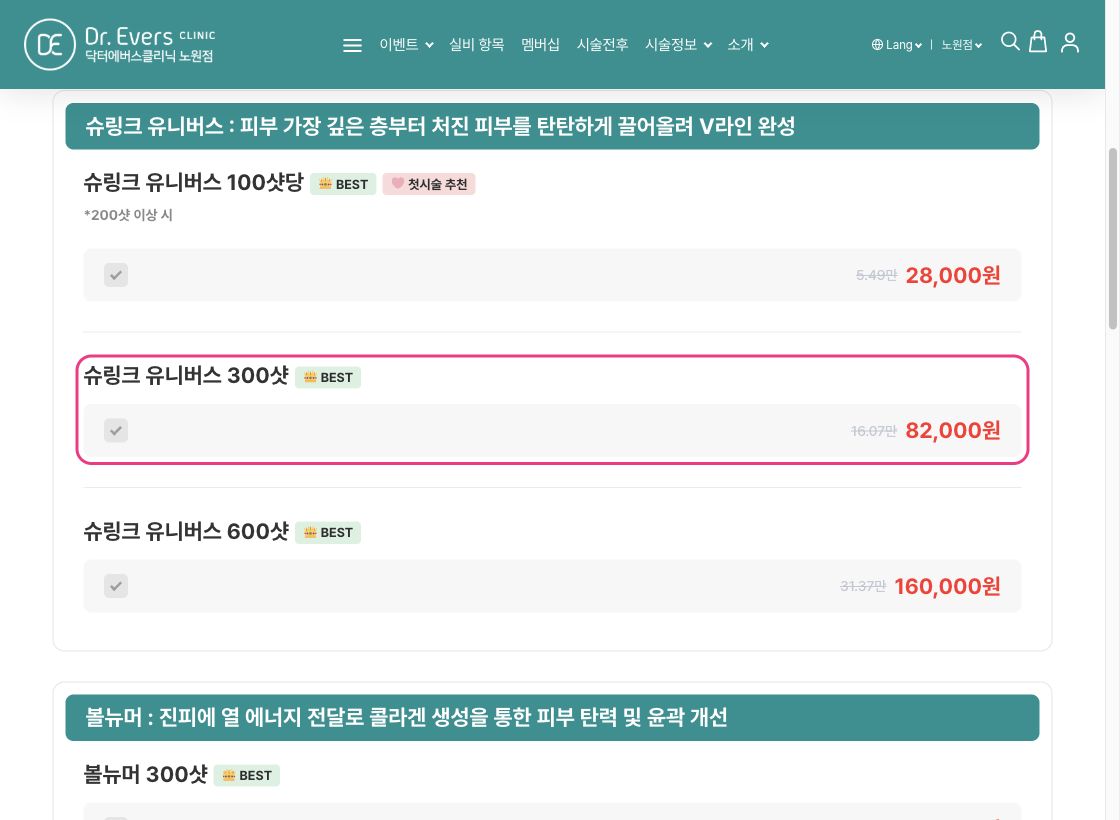 DE Dr. Evers CLINIC
닥터에버스클리닉 노원점
이벤트 실비 항목 멤버십 시술전후 시술정보 소개
Lang | 노원점
슈링크 유니버스 : 피부 가장 깊은 층부터 처진 피부를 탄탄하게 끌어올려 V라인 완성
슈링크 유니버스 100샷당 BEST 첫시술 추천
*200샷 이상 시
5.49만 28,000원
슈링크 유니버스 300샷 BEST
16.07만 82,000원
슈링크 유니버스 600샷 BEST
31.37만 160,000원
볼뉴머 : 진피에 열 에너지 전달로 콜라겐 생성을 통한 피부 탄력 및 윤곽 개선
볼뉴머 300샷 BEST